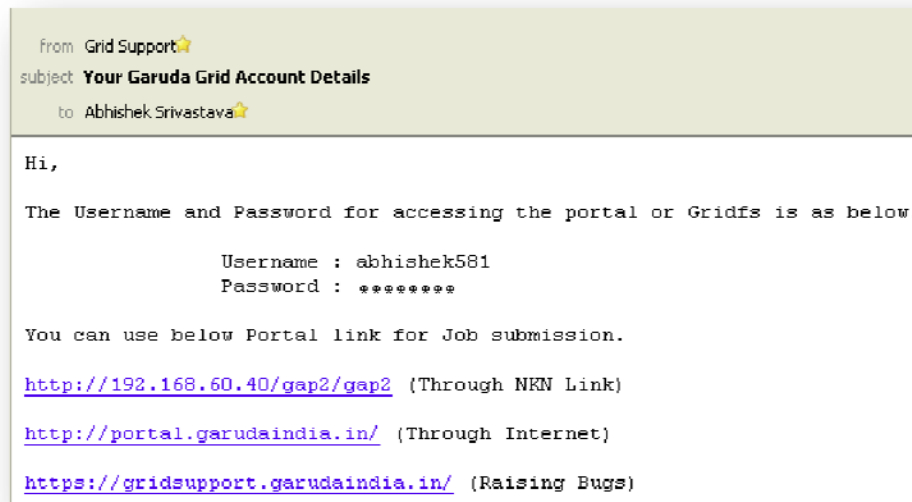 from Grid Support
subject Your Garuda Grid Account Details
to Abhishek Srivastava
Hi,
The Username and Password for accessing the portal or Gridfs is as below
Username : abhishek581
Password : ********
You can use below Portal link for Job submission.
http://192.168.60.40/gap2/gap2 (Through NKN Link)
http://portal.garudaindia.in/ (Through Internet)
https://gridsupport.garudaindia.in/ (Raising Bugs)